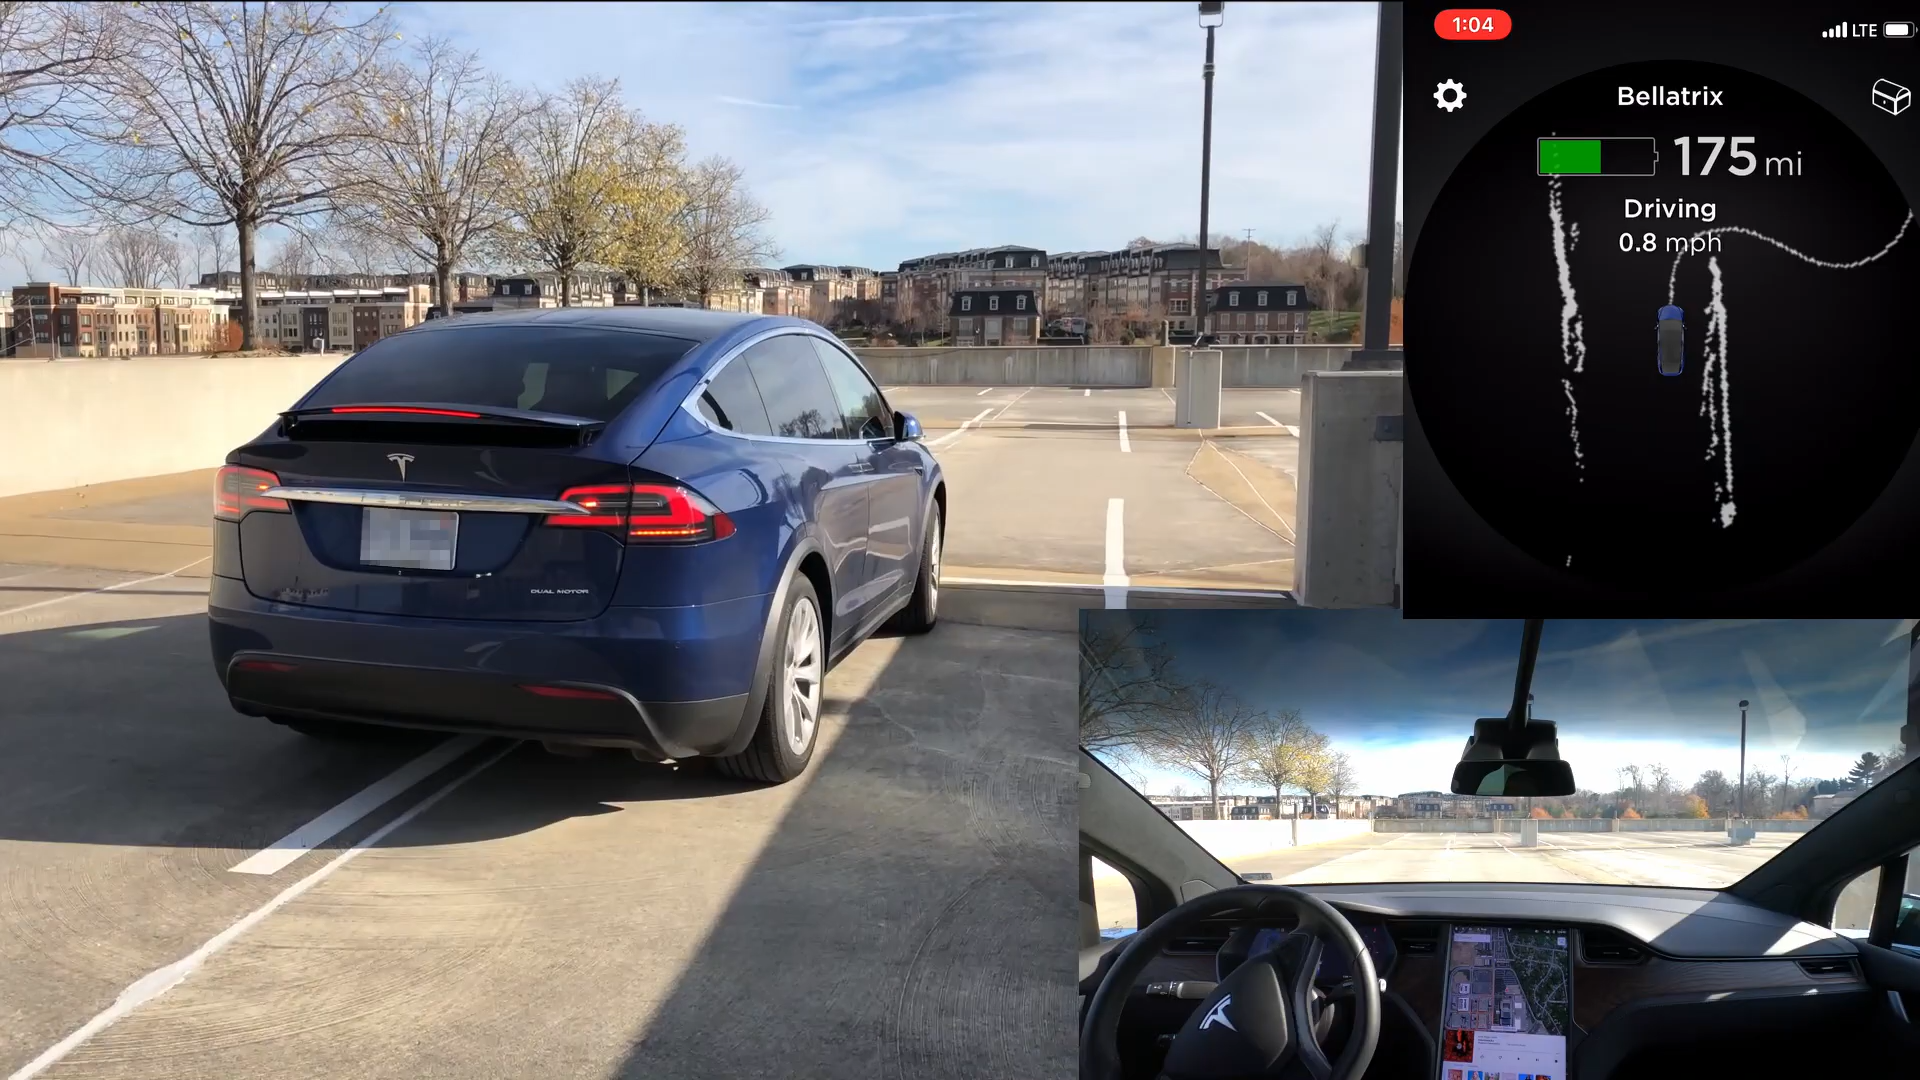 1:04
LTE
Bellatrix
175 mi
Driving
0.8 mph
DUAL MOTOR